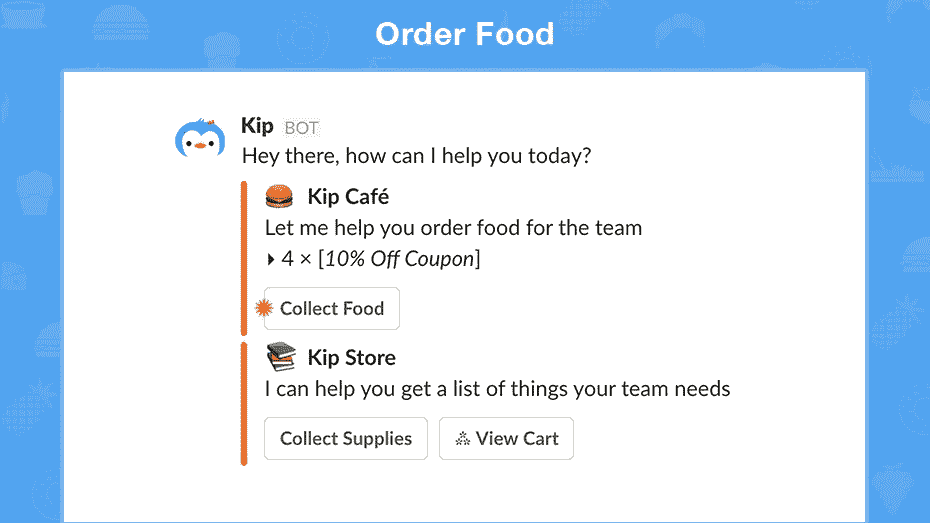 Order Food
Kip BOT
Hey there, how can I help you today?
Kip Café
Let me help you order food for the team
4 × [10% Off Coupon]
Collect Food
Kip Store
I can help you get a list of things your team needs
Collect Supplies
View Cart